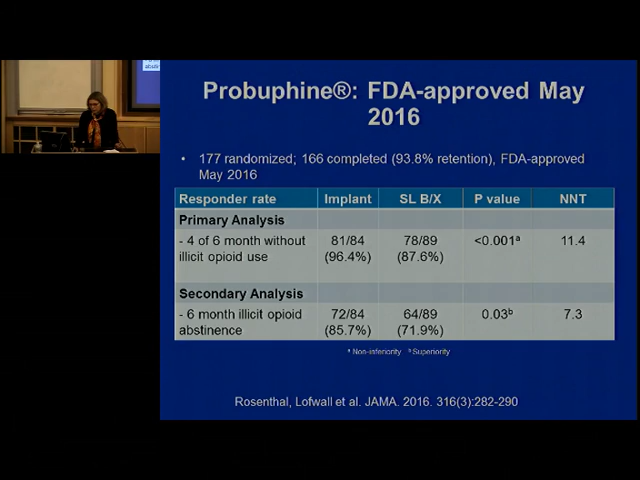 Probuphine®: FDA-approved May
2016
• 177 randomized; 166 completed (93.8% retention), FDA-approved
May 2016
Responder rate Implant SL B/X P value NNT
Primary Analysis
- 4 of 6 month without 81/84 78/89 <0.001ᵃ 11.4
illicit opioid use (96.4%) (87.6%)
Secondary Analysis
- 6 month illicit opioid 72/84 64/89 0.03ᵇ 7.3
abstinence (85.7%) (71.9%)
ᵃ Non-inferiority ᵇ Superiority
Rosenthal, Lofwall et al. JAMA. 2016. 316(3):282-290